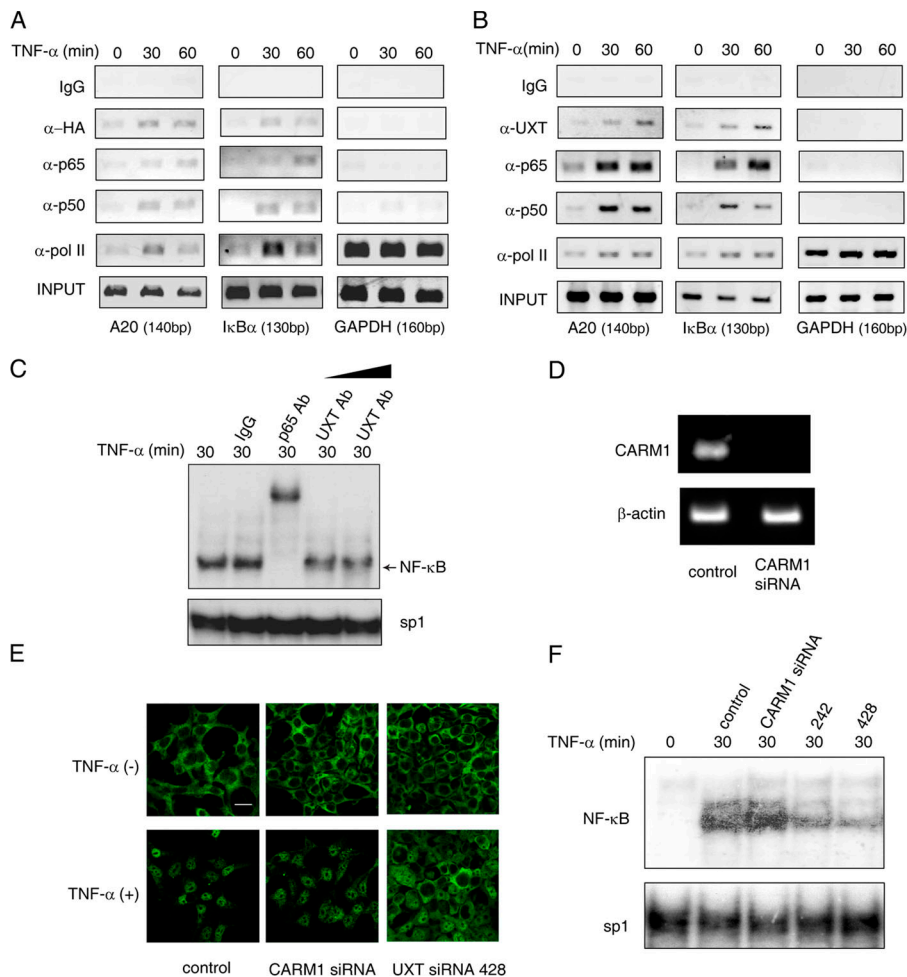 A
TNF-α (min) 0 30 60 0 30 60 0 30 60
IgG
α–HA
α-p65
α-p50
α-pol II
INPUT
A20 (140bp) IκBα (130bp) GAPDH (160bp)
B
TNF-α(min) 0 30 60 0 30 60 0 30 60
IgG
α-UXT
α-p65
α-p50
α-pol II
INPUT
A20 (140bp) IκBα (130bp) GAPDH (160bp)
C
IgG p65 Ab UXT Ab UXT Ab
TNF-α (min) 30 30 30 30 30
←NF-κB
sp1
D
CARM1
β-actin
control CARM1
siRNA
E
TNF-α (-)
TNF-α (+)
control CARM1 siRNA UXT siRNA 428
F
control CARM1 siRNA 242 428
TNF-α (min) 0 30 30 30 30
NF-κB
sp1